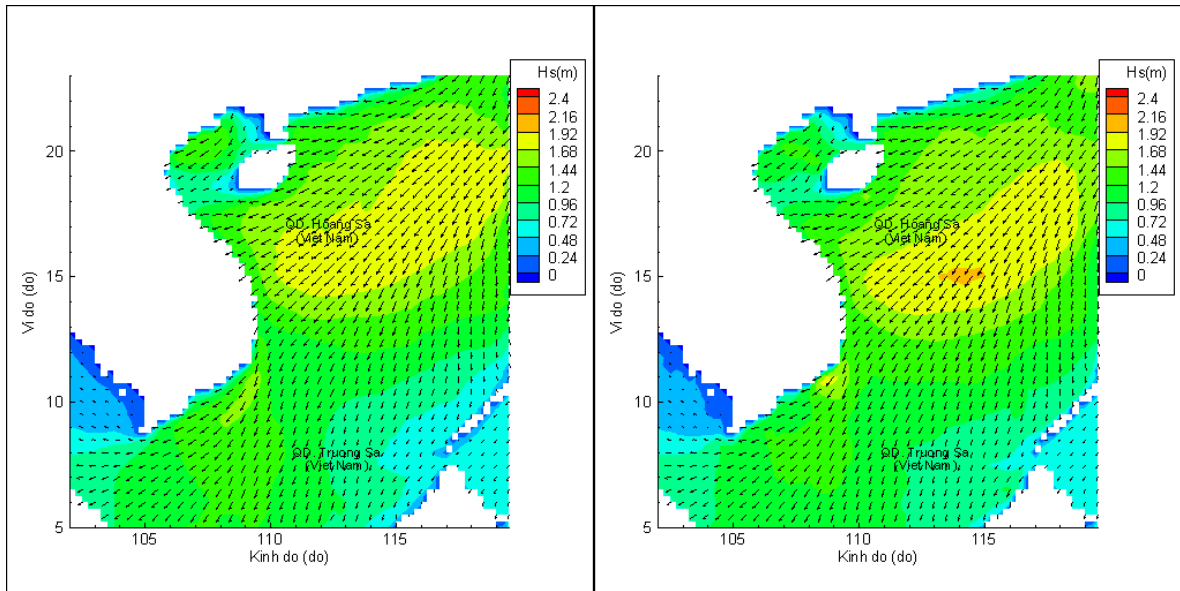 Hs(m)
2.4
2.16
1.92
1.68
1.44
1.2
0.96
0.72
0.48
0.24
0
20
15
10
5
Vi do (do)
QD. Hoang Sa
(Viet Nam)
QD. Truong Sa
(Viet Nam)
105
110
115
Kinh do (do)
Hs(m)
2.4
2.16
1.92
1.68
1.44
1.2
0.96
0.72
0.48
0.24
0
20
15
10
5
Vi do (do)
QD. Hoang Sa
(Viet Nam)
QD. Truong Sa
(Viet Nam)
105
110
115
Kinh do (do)